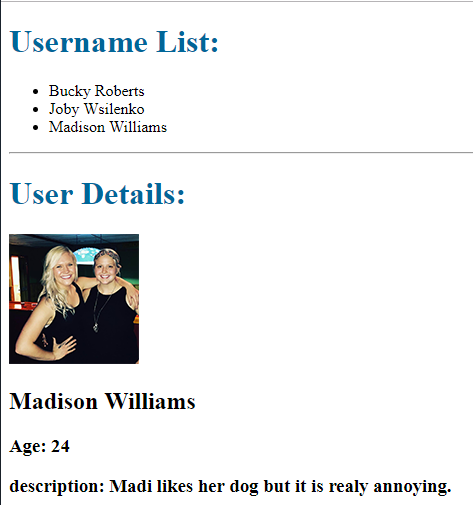 Username List:
Bucky Roberts
Joby Wsilenko
Madison Williams
User Details:
Madison Williams
Age: 24
description: Madi likes her dog but it is realy annoying.